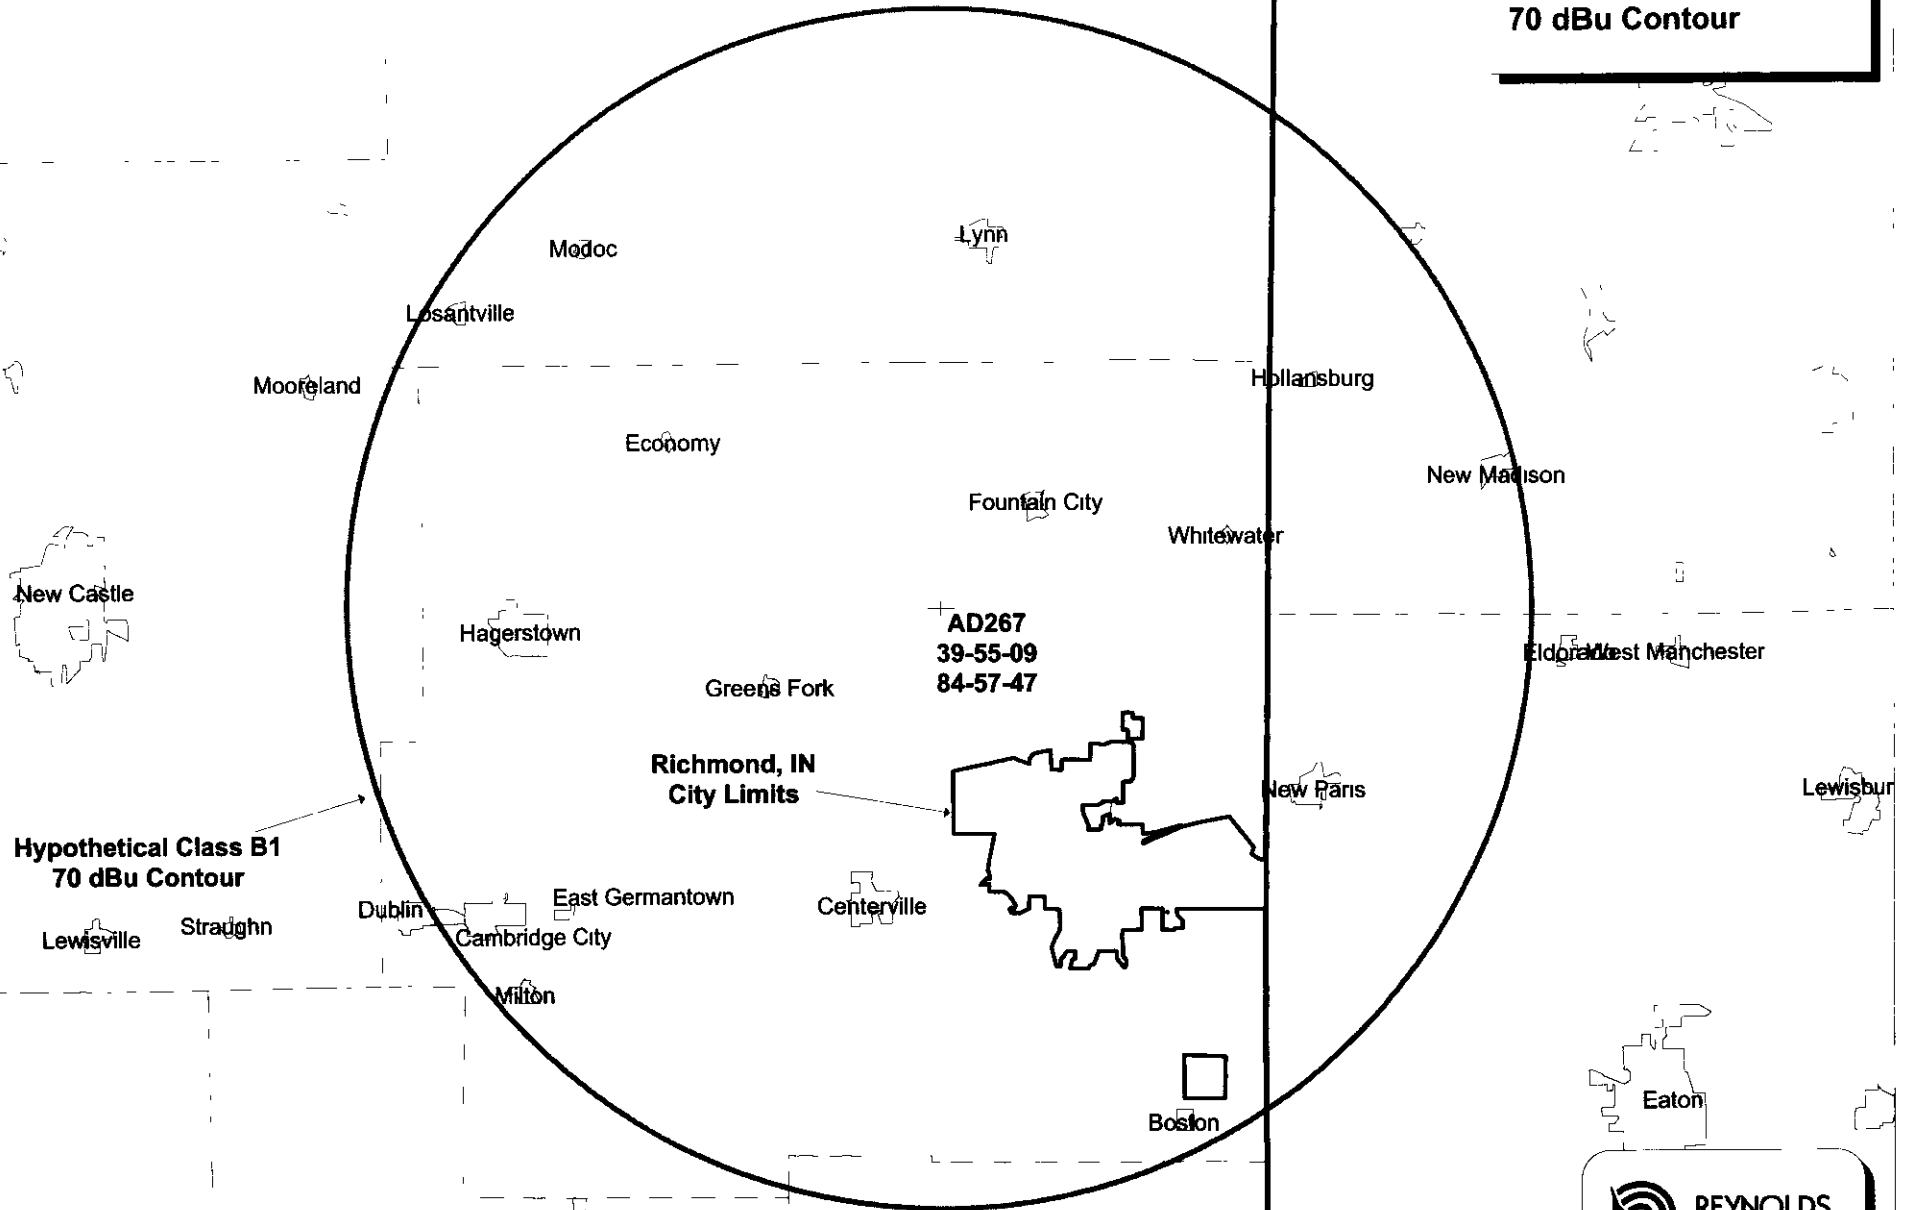 70 dBu Contour
Lynn
Modoc
Losantville
Hollansburg
Mooreland
Economy
New Madison
Fountain City
Whitewater
New Castle
AD267
39-55-09
84-57-47
Hagerstown
Eldorado
West Manchester
Greens Fork
Richmond, IN
City Limits
New Paris
Lewisbur
Hypothetical Class B1
70 dBu Contour
East Germantown
Centerville
Dublin
Straughn
Lewisville
Cambridge City
Milton
Eaton
Boston
REYNOLDS